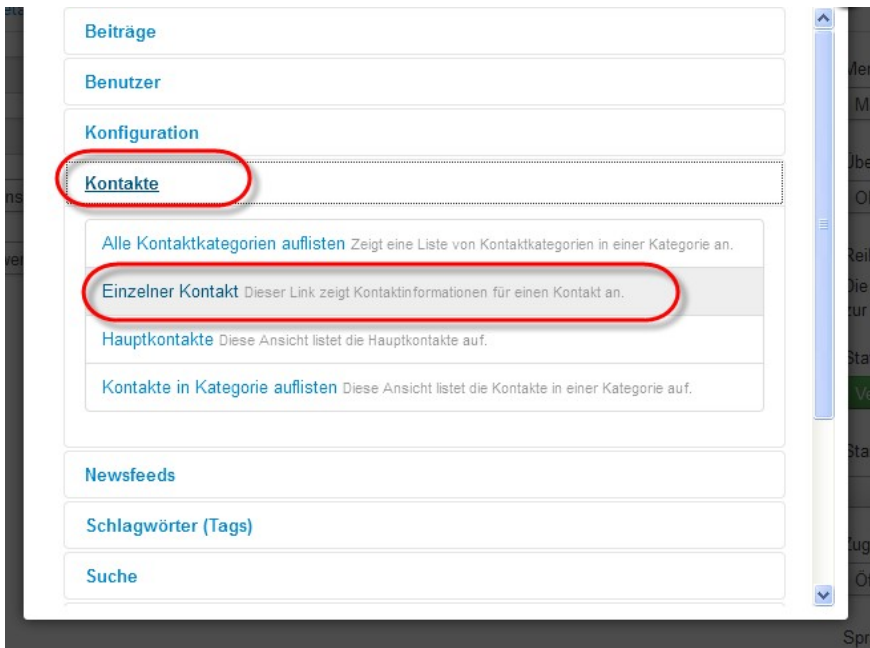 Beiträge
Benutzer
Konfiguration
Kontakte
Alle Kontaktkategorien auflisten Zeigt eine Liste von Kontaktkategorien in einer Kategorie an.
Einzelner Kontakt Dieser Link zeigt Kontaktinformationen für einen Kontakt an.
Hauptkontakte Diese Ansicht listet die Hauptkontakte auf.
Kontakte in Kategorie auflisten Diese Ansicht listet die Kontakte in einer Kategorie auf.
Newsfeeds
Schlagwörter (Tags)
Suche
Die
zur